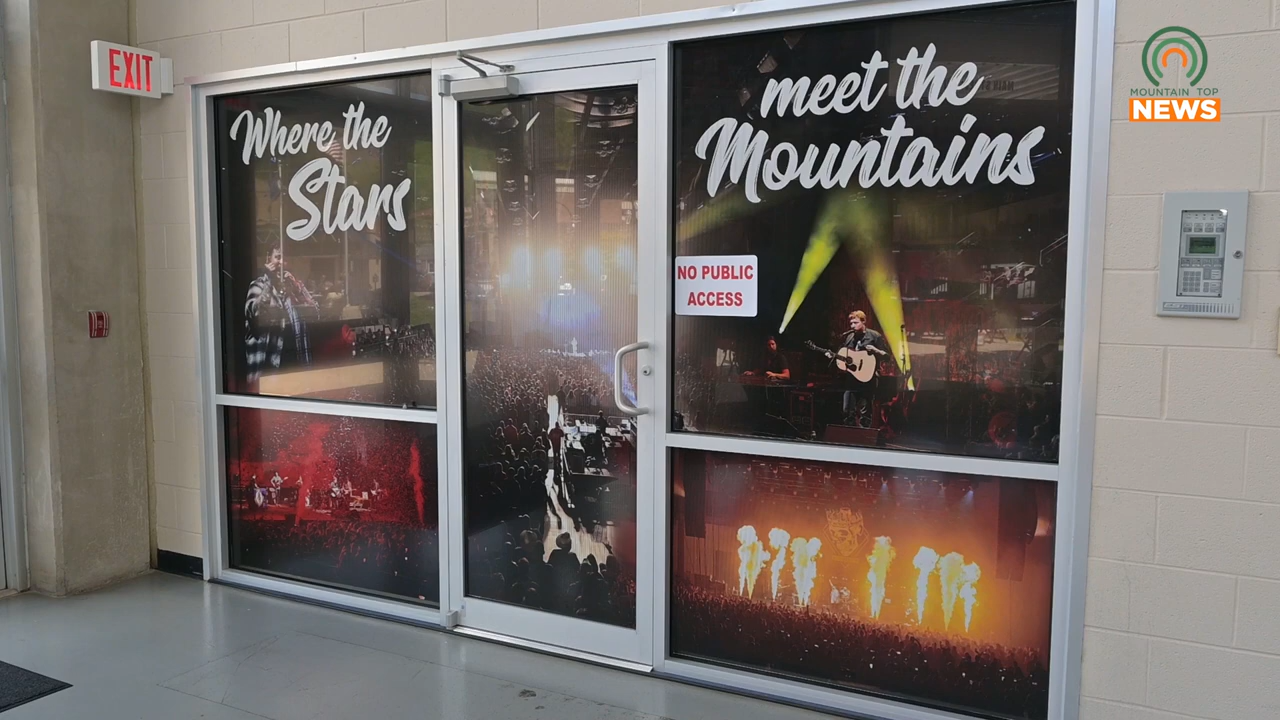 EXIT
Where the
Stars
meet the
Mountains
NO PUBLIC
ACCESS
MOUNTAIN TOP
NEWS